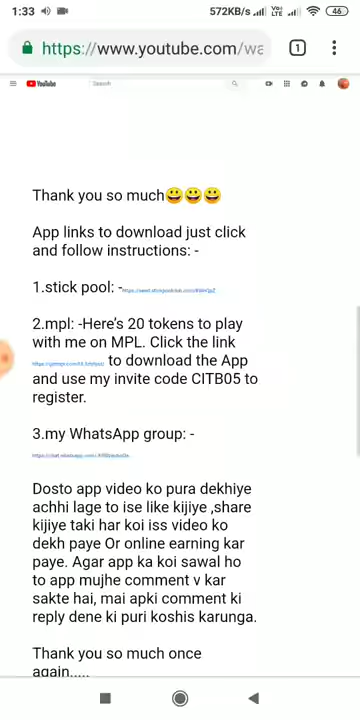 1:33
572KB/s
Vo)
LTE
46
https://www.youtube.com/wa
1
YouTube
Search
Thank you so much😃😃😃
App links to download just click
and follow instructions: -
1.stick pool: -
2.mpl: -Here's 20 tokens to play
with me on MPL. Click the link
to download the App
and use my invite code CITB05 to
register.
3.my WhatsApp group: -
Dosto app video ko pura dekhiye
achhi lage to ise like kijiye ,share
kijiye taki har koi iss video ko
dekh paye Or online earning kar
paye. Agar app ka koi sawal ho
to app mujhe comment v kar
sakte hai, mai apki comment ki
reply dene ki puri koshis karunga.
Thank you so much once
again.....